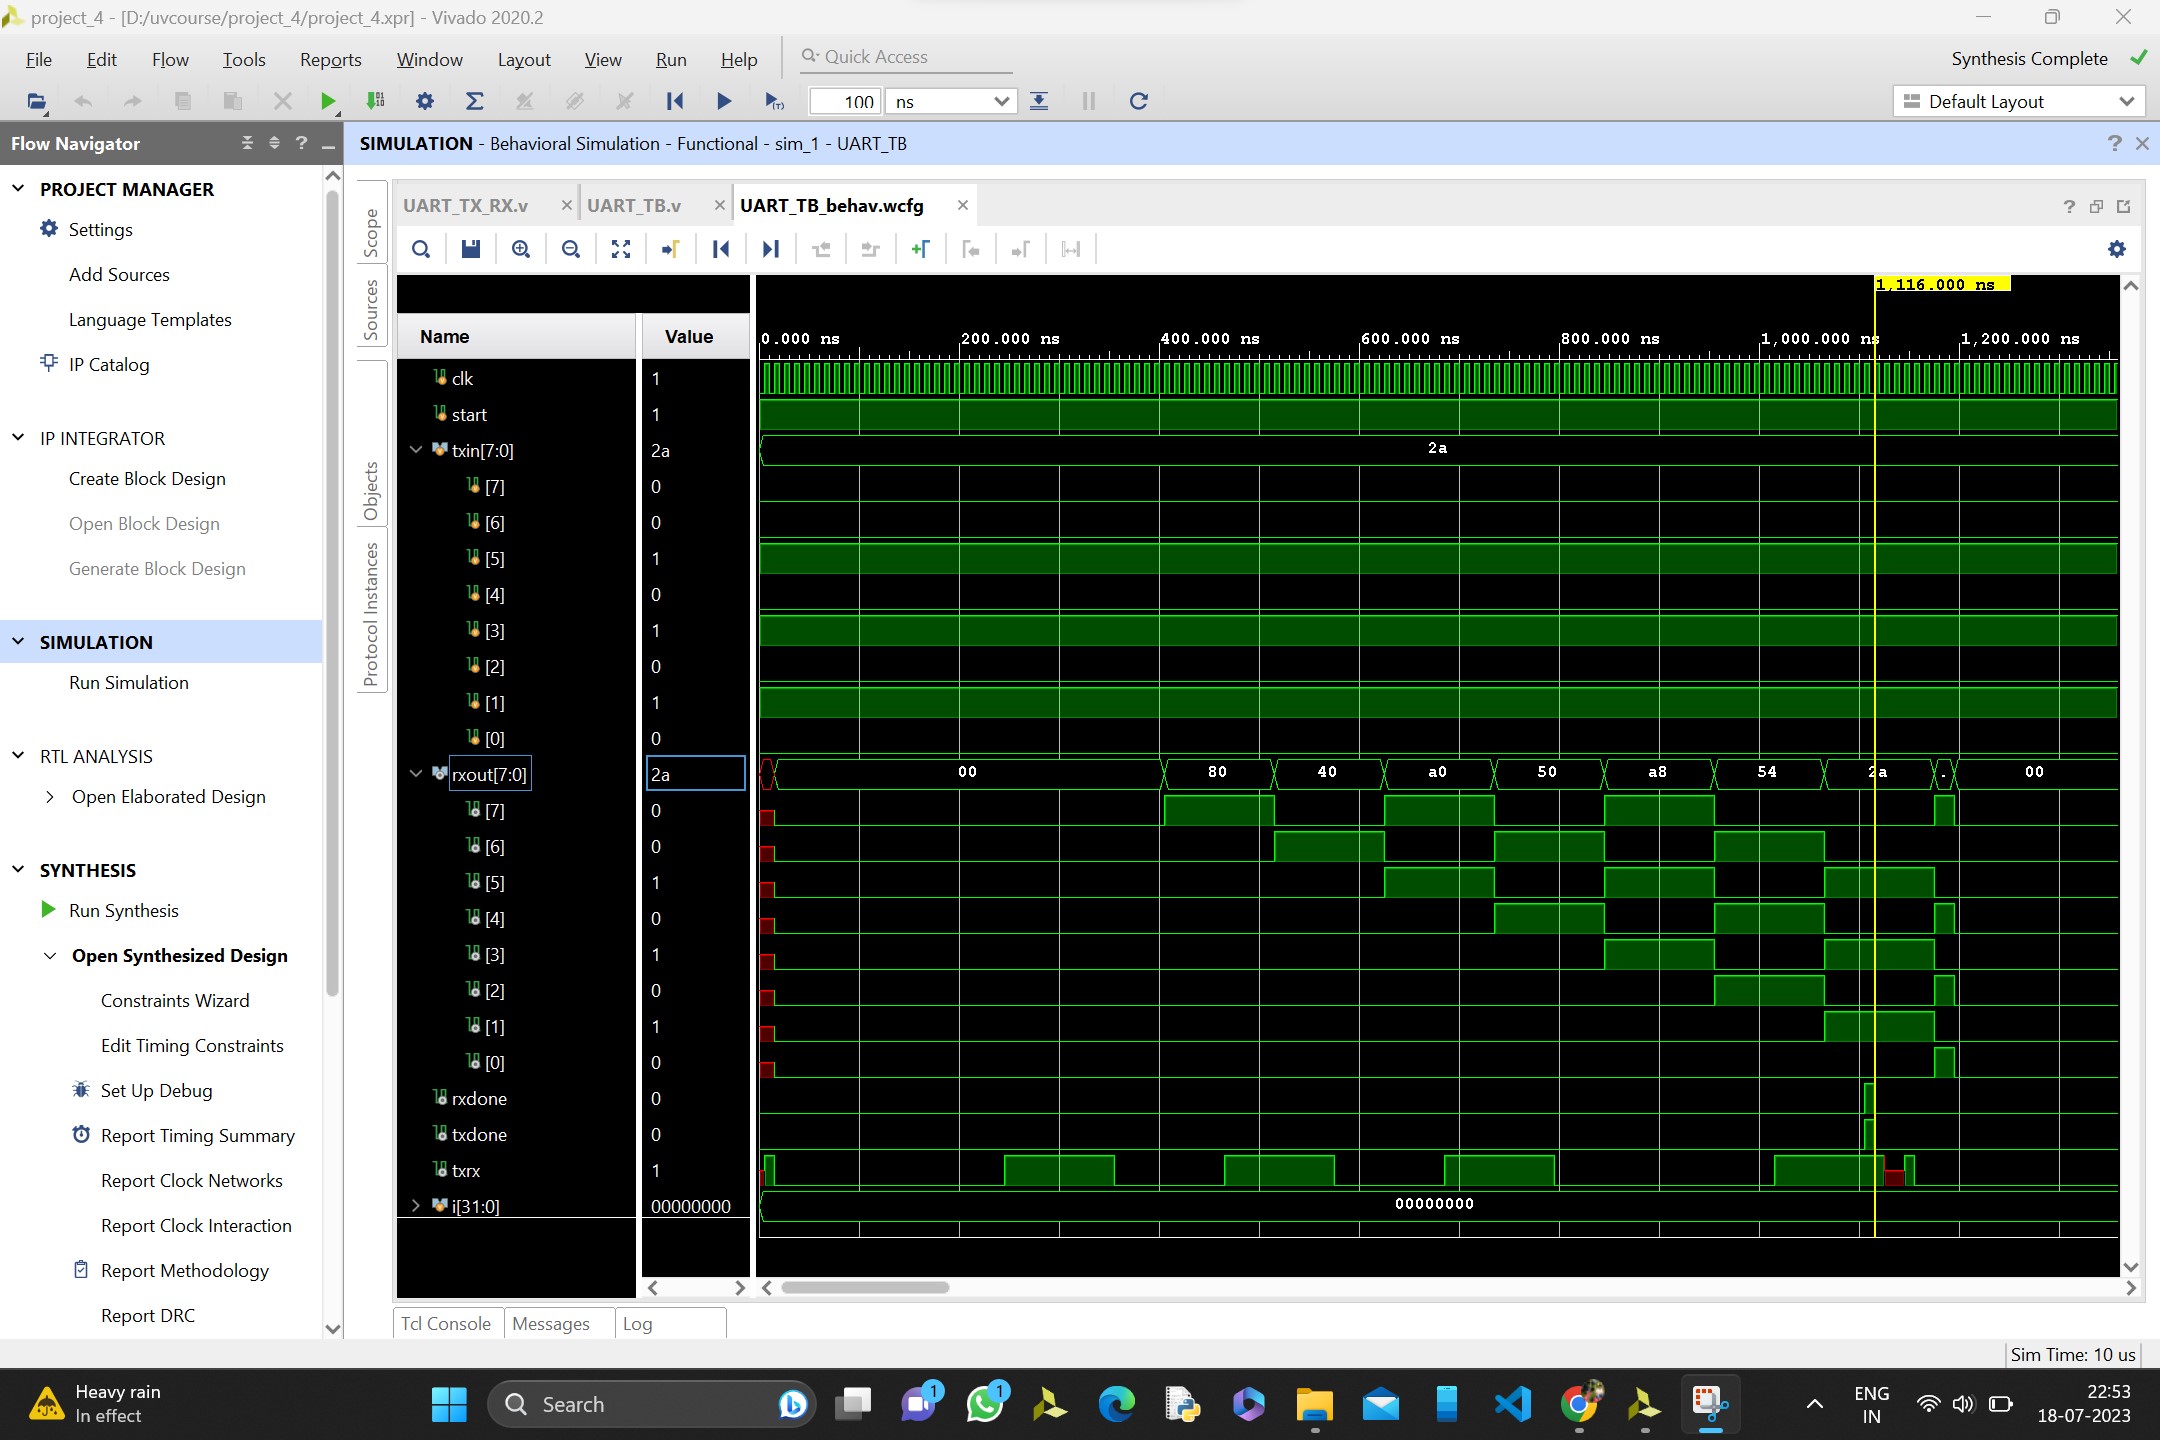 project_4 - [D:/uvcourse/project_4/project_4.xpr] - Vivado 2020.2
File Edit Flow Tools Reports Window Layout View Run Help Quick Access
Synthesis Complete
100 ns
Default Layout
Flow Navigator
SIMULATION - Behavioral Simulation - Functional - sim_1 - UART_TB
PROJECT MANAGER
Settings
Add Sources
Language Templates
IP Catalog
IP INTEGRATOR
Create Block Design
Open Block Design
Generate Block Design
SIMULATION
Run Simulation
RTL ANALYSIS
Open Elaborated Design
SYNTHESIS
Run Synthesis
Open Synthesized Design
Constraints Wizard
Edit Timing Constraints
Set Up Debug
Report Timing Summary
Report Clock Networks
Report Clock Interaction
Report Methodology
Report DRC
Scope
Sources
Objects
Protocol Instances
UART_TX_RX.v UART_TB.v UART_TB_behav.wcfg
1,116.000 ns
Name Value
0.000 ns 200.000 ns 400.000 ns 600.000 ns 800.000 ns 1,000.000 ns 1,200.000 ns
clk 1
start 1
txin[7:0] 2a 2a
[7] 0
[6] 0
[5] 1
[4] 0
[3] 1
[2] 0
[1] 1
[0] 0
rxout[7:0] 2a 00 80 40 a0 50 a8 54 2a . 00
[7] 0
[6] 0
[5] 1
[4] 0
[3] 1
[2] 0
[1] 1
[0] 0
rxdone 0
txdone 0
txrx 1
i[31:0] 00000000 00000000
Tcl Console Messages Log
Sim Time: 10 us
Heavy rain
In effect
Search
1
1
ENG
IN
22:53
18-07-2023